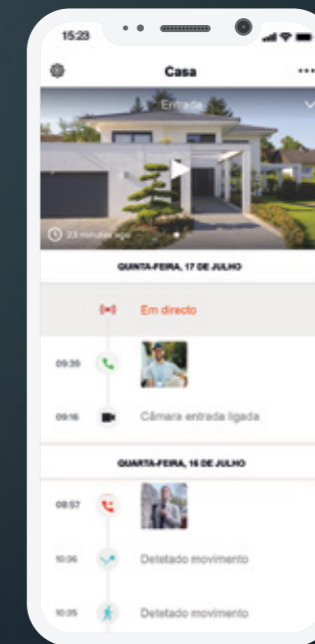 15:23
Casa
Entrada
23 minutes ago
QUINTA-FEIRA, 17 DE JULHO
Em directo
09:39
09:16 Câmara entrada ligada
QUARTA-FEIRA, 16 DE JULHO
08:57
10:36 Detetado movimento
10:35 Detetado movimento